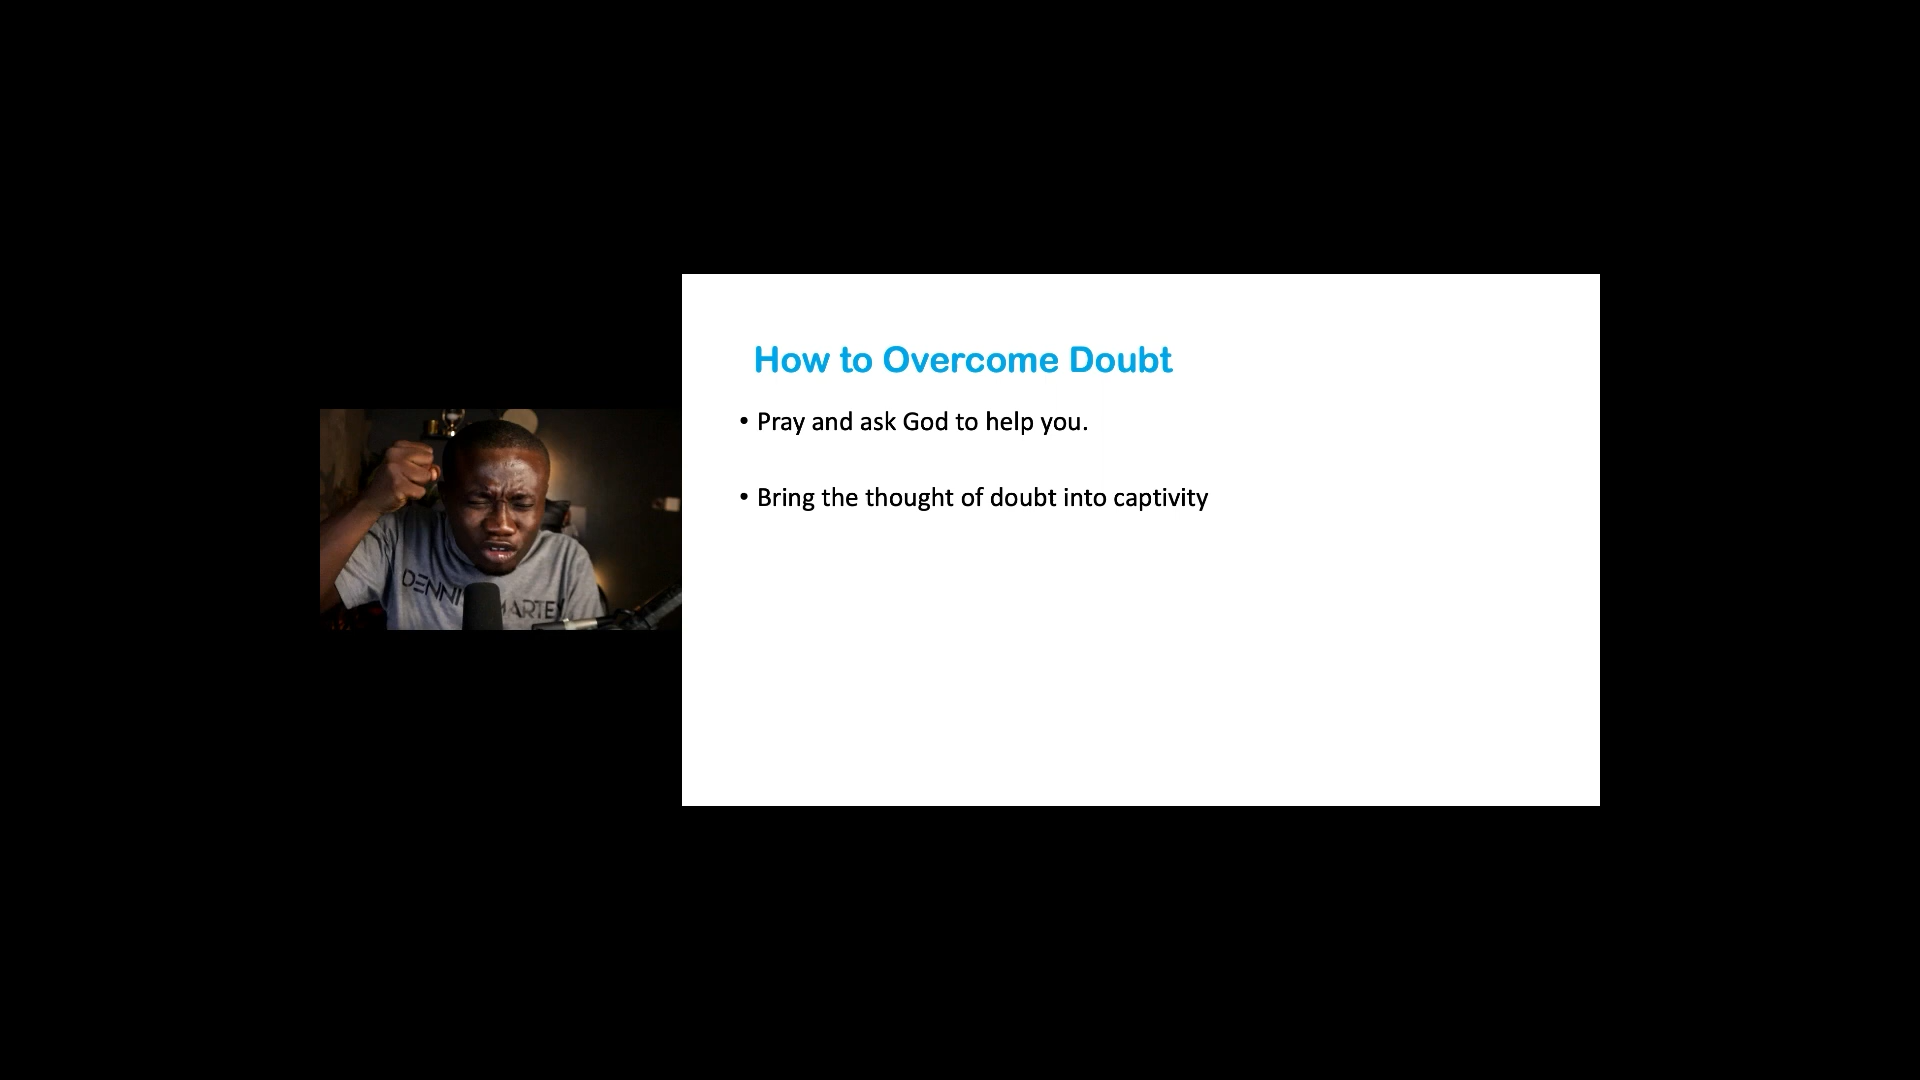 How to Overcome Doubt
• Pray and ask God to help you.
• Bring the thought of doubt into captivity